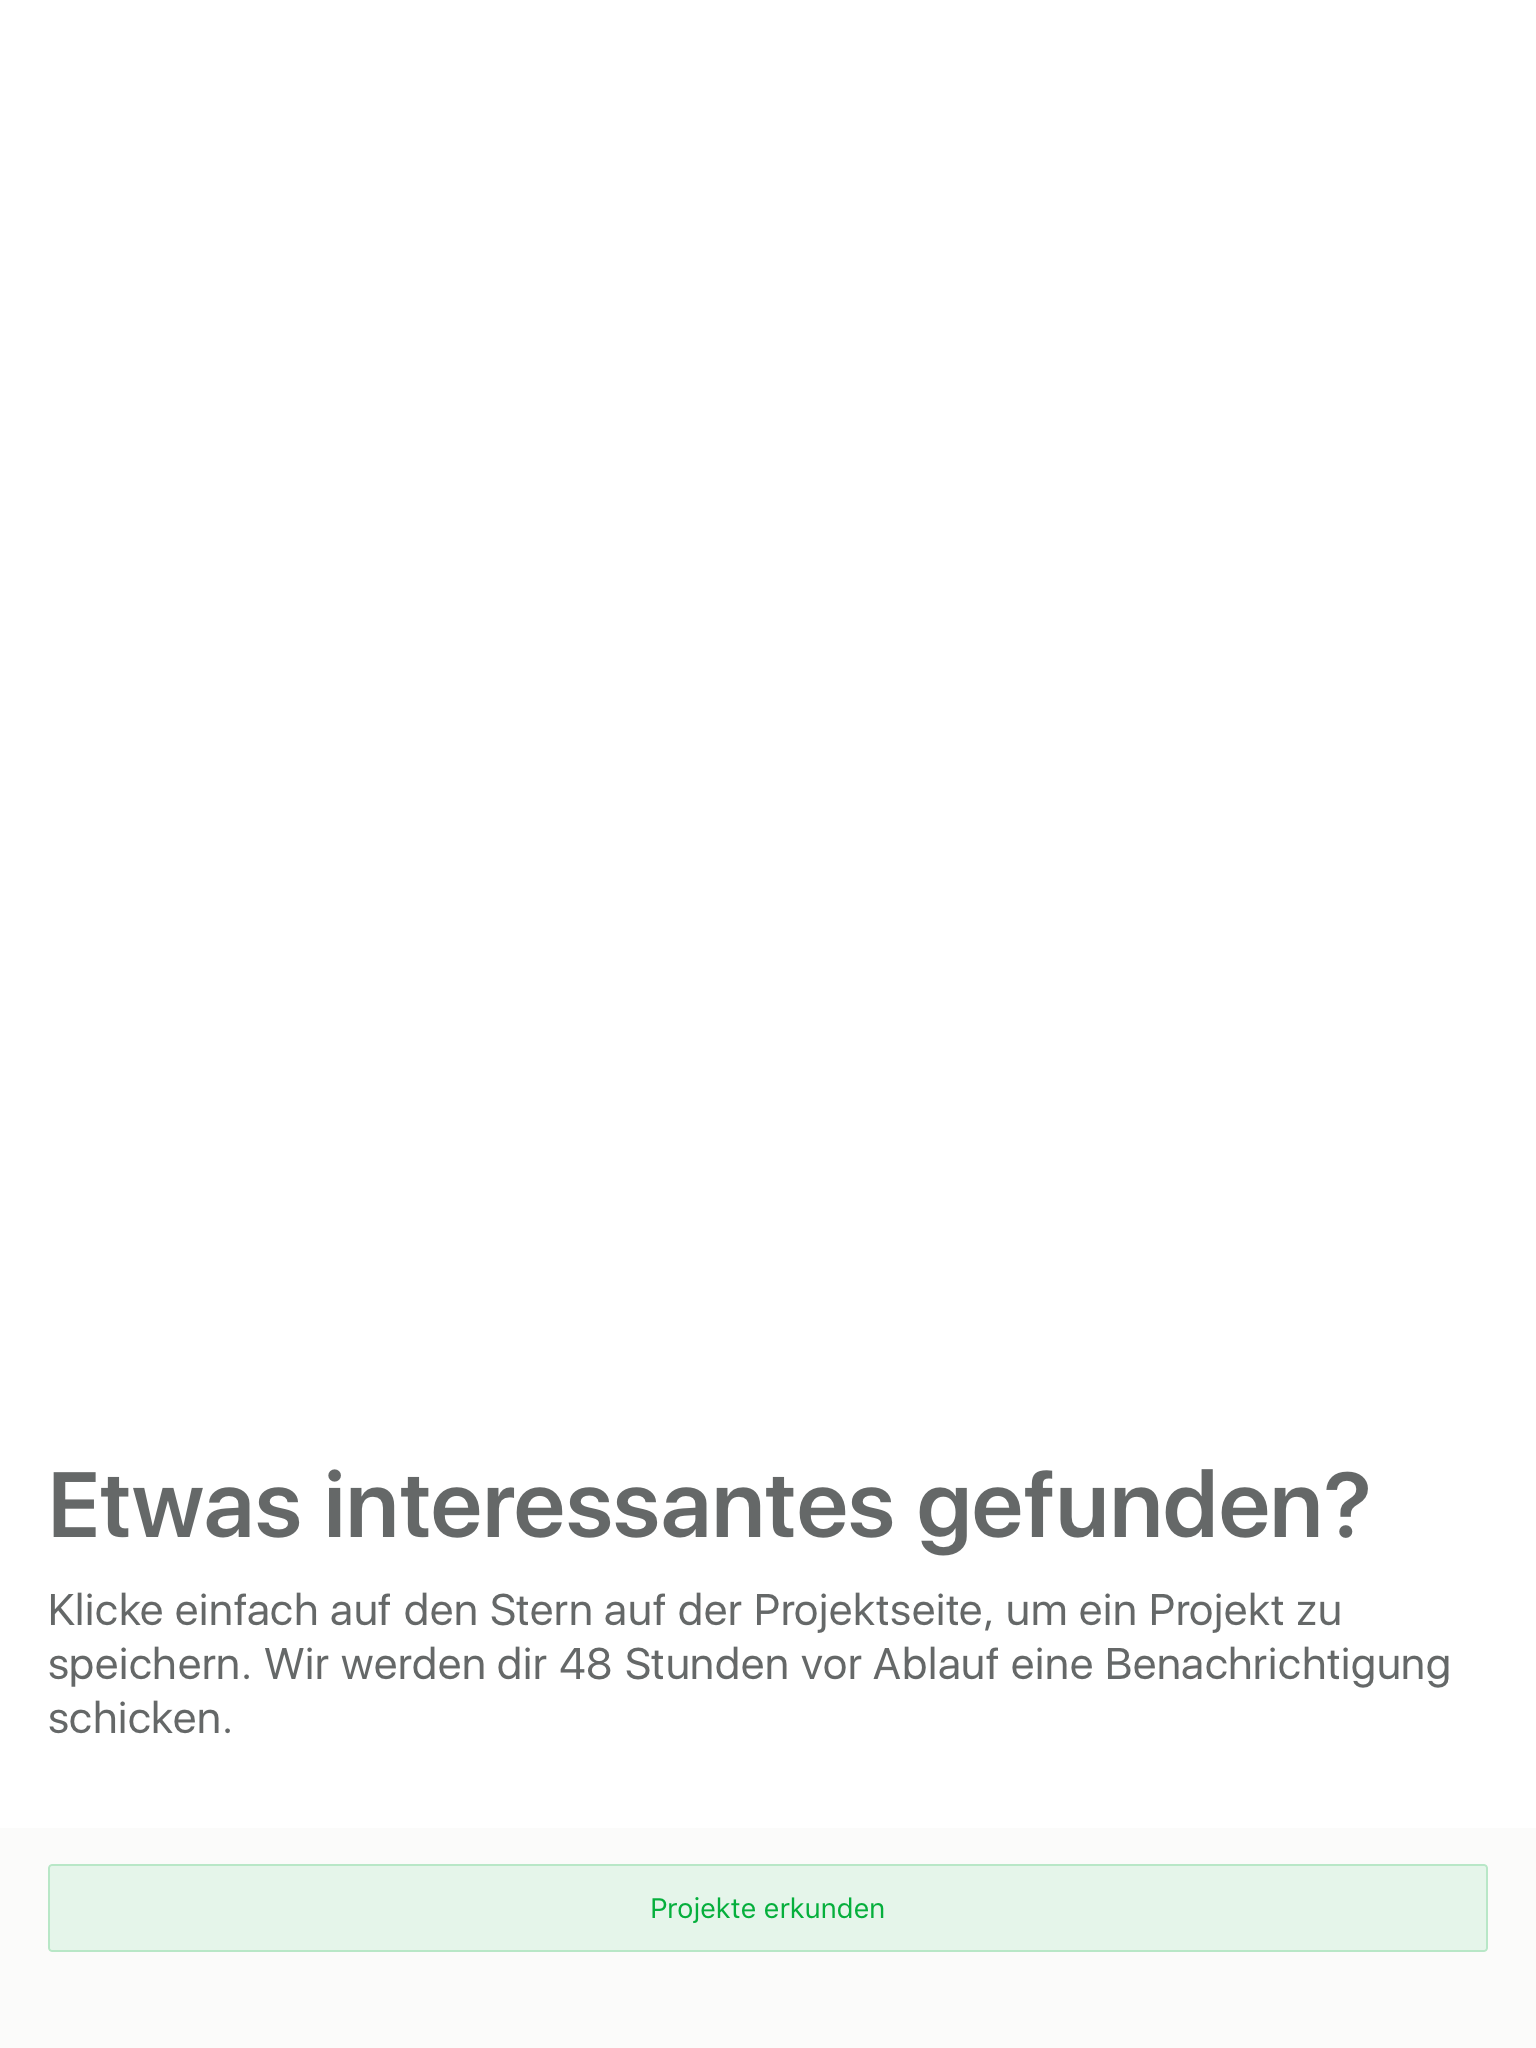 Etwas interessantes gefunden?
Klicke einfach auf den Stern auf der Projektseite, um ein Projekt zu
speichern. Wir werden dir 48 Stunden vor Ablauf eine Benachrichtigung
schicken.
Projekte erkunden